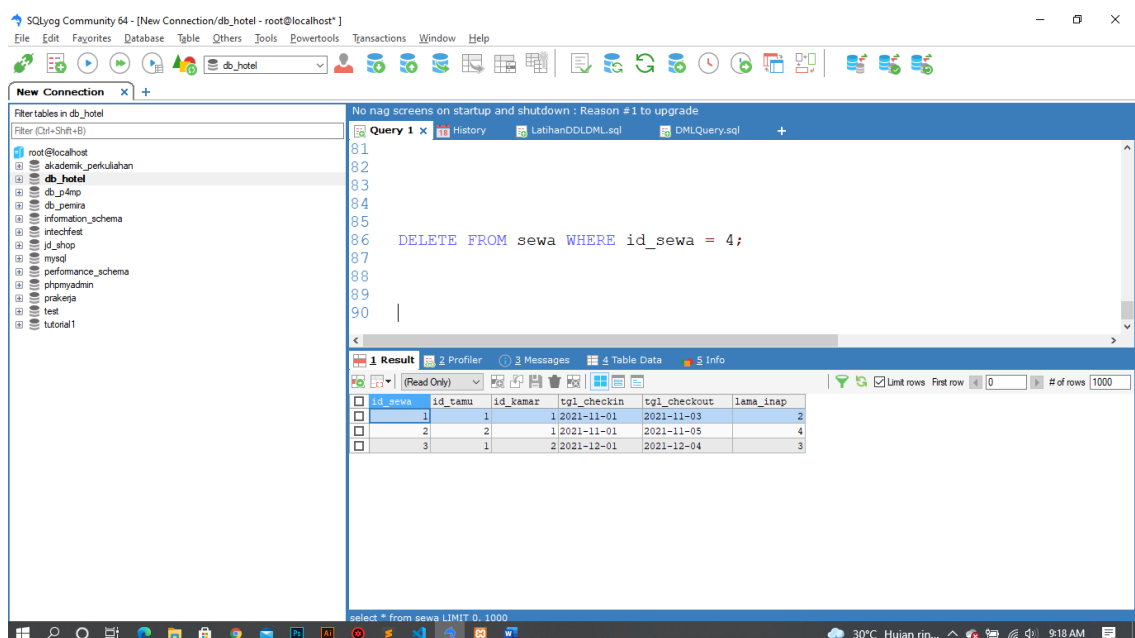 SQLyog Community 64 - [New Connection/db_hotel - root@localhost* ]
File Edit Favorites Database Table Others Tools Powertools Transactions Window Help
db_hotel
New Connection x +
Filter tables in db_hotel
Filter (Ctrl+Shift+B)
root@localhost
akademik_perkuliahan
db_hotel
db_p4mp
db_pemira
information_schema
intechfest
jd_shop
mysql
performance_schema
phpmyadmin
prakerja
test
tutorial1
No nag screens on startup and shutdown : Reason #1 to upgrade
Query 1 x 18 History LatihanDDLDML.sql DMLQuery.sql +
81
82
83
84
85
86 DELETE FROM sewa WHERE id_sewa = 4;
87
88
89
90
1 Result 2 Profiler 3 Messages 4 Table Data 5 Info
(Read Only) Limit rows First row 0 # of rows 1000
id_sewa id_tamu id_kamar tgl_checkin tgl_checkout lama_inap
1 1 1 2021-11-01 2021-11-03 2
2 2 1 2021-11-01 2021-11-05 4
3 1 2 2021-12-01 2021-12-04 3
select * from sewa LIMIT 0, 1000
Ps Ai 30°C Hujan rin... 9:18 AM